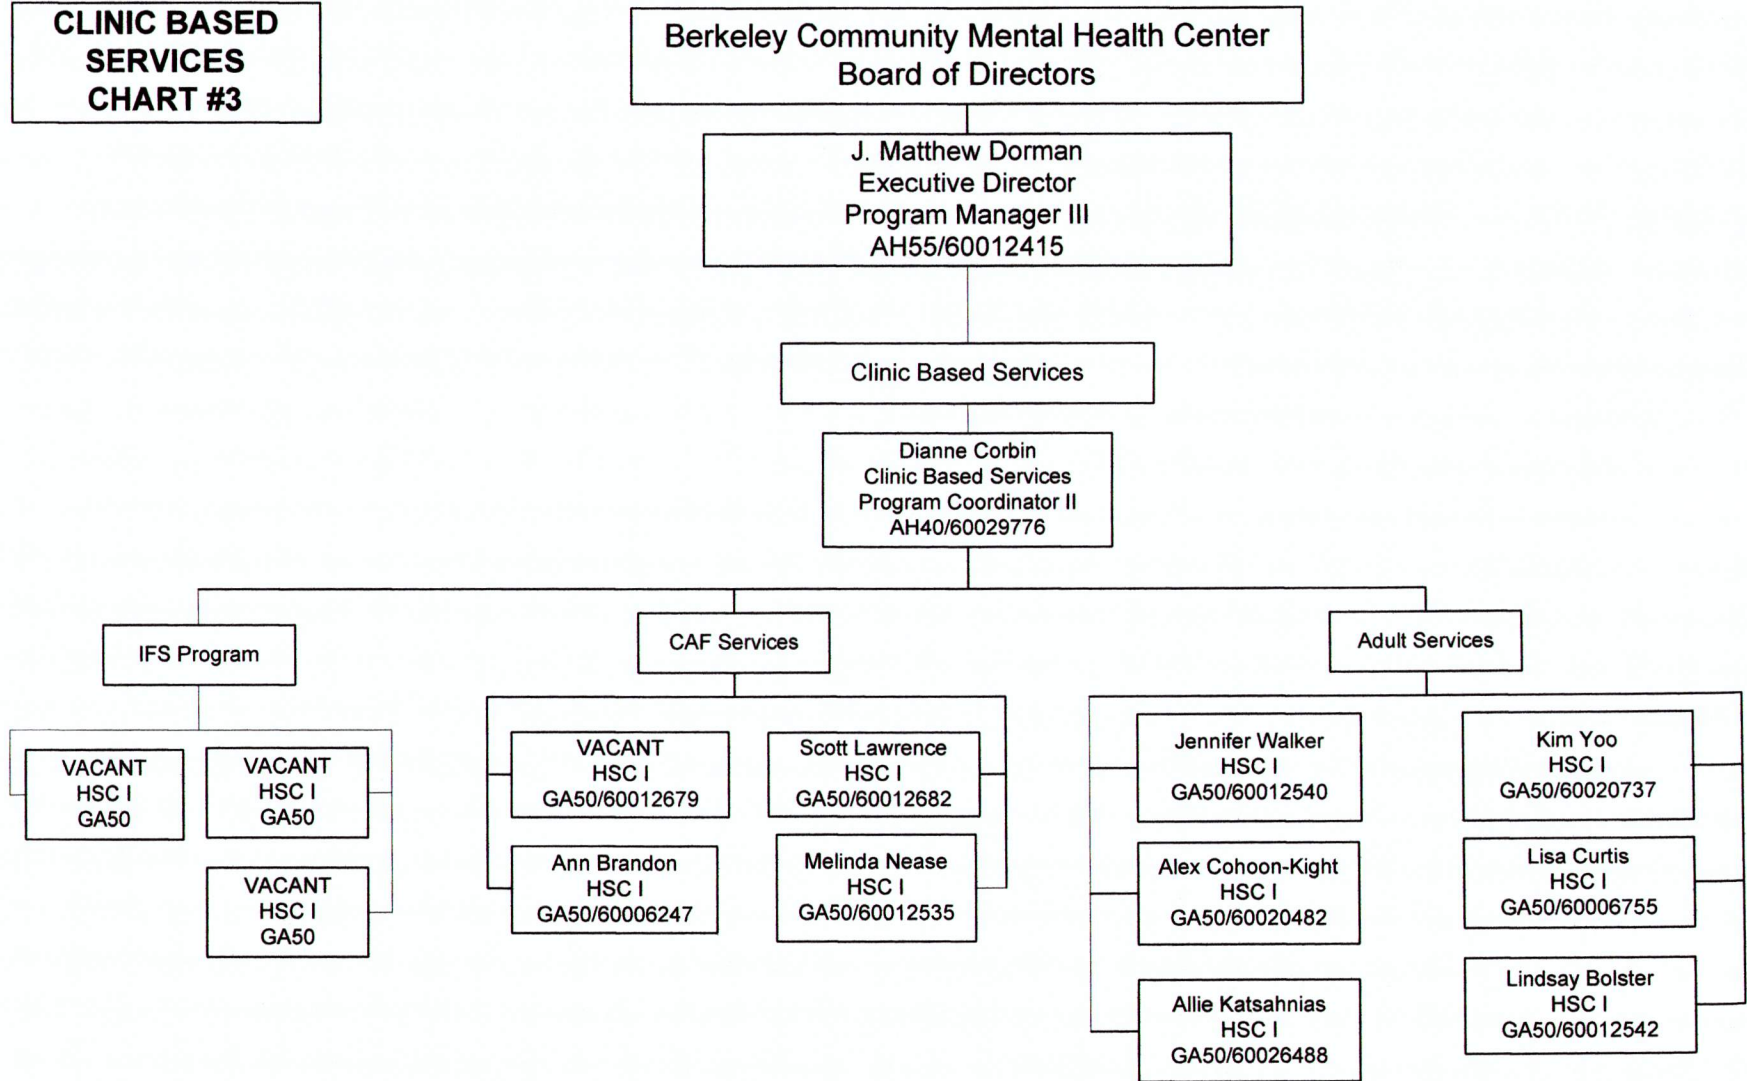 CLINIC BASED
SERVICES
CHART #3
Berkeley Community Mental Health Center
Board of Directors
J. Matthew Dorman
Executive Director
Program Manager III
AH55/60012415
Clinic Based Services
Dianne Corbin
Clinic Based Services
Program Coordinator II
AH40/60029776
IFS Program
CAF Services
Adult Services
VACANT
HSC I
GA50
VACANT
HSC I
GA50
VACANT
HSC I
GA50
VACANT
HSC I
GA50/60012679
Scott Lawrence
HSC I
GA50/60012682
Ann Brandon
HSC I
GA50/60006247
Melinda Nease
HSC I
GA50/60012535
Jennifer Walker
HSC I
GA50/60012540
Kim Yoo
HSC I
GA50/60020737
Alex Cohoon-Kight
HSC I
GA50/60020482
Lisa Curtis
HSC I
GA50/60006755
Allie Katsahnias
HSC I
GA50/60026488
Lindsay Bolster
HSC I
GA50/60012542